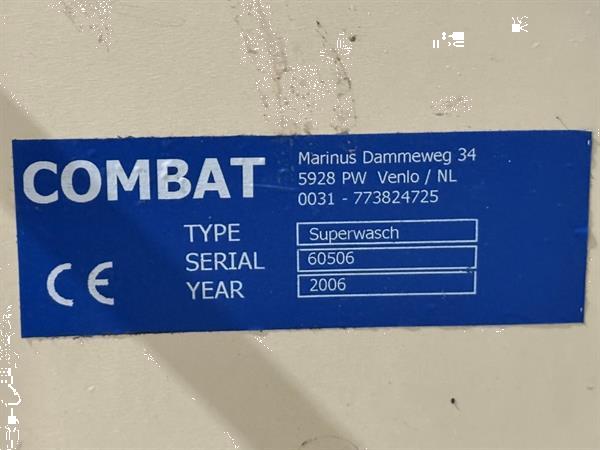 COMBAT
Marinus Dammeweg 34
5928 PW Venlo / NL
0031 - 773824725
TYPE Superwasch
SERIAL 60506
YEAR 2006
CE